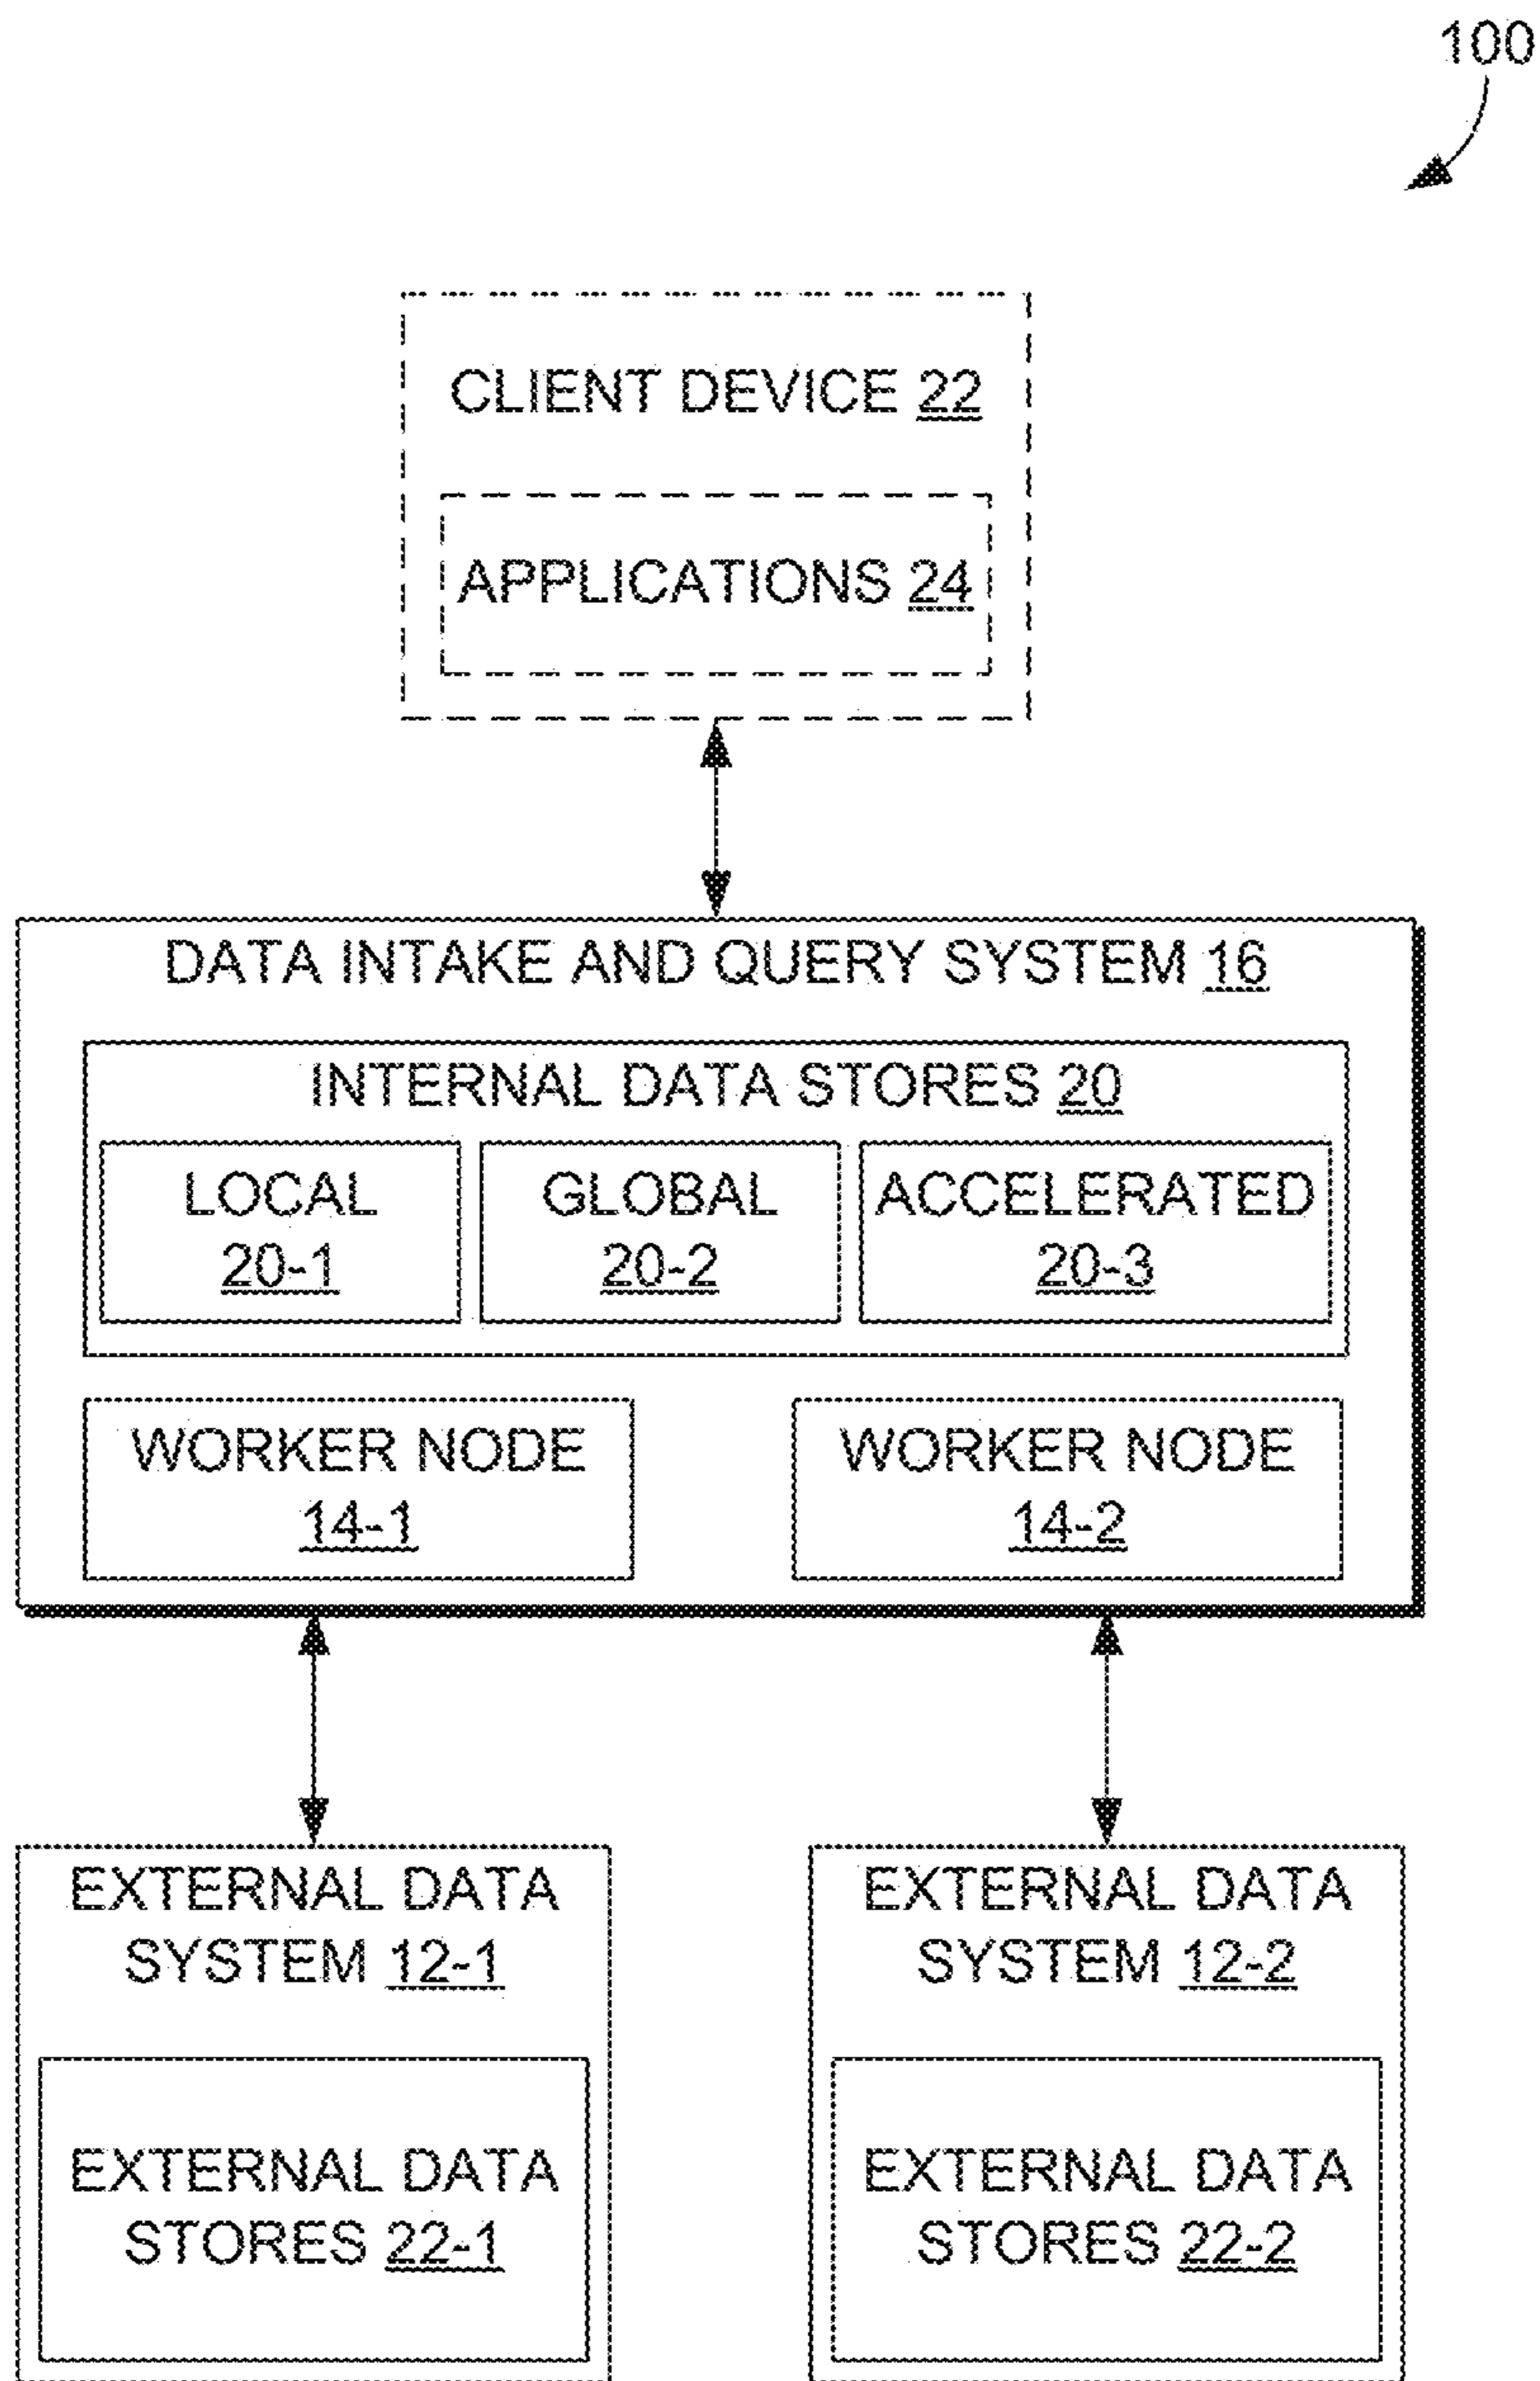 100
CLIENT DEVICE 22
APPLICATIONS 24
DATA INTAKE AND QUERY SYSTEM 16
INTERNAL DATA STORES 20
LOCAL
20-1
GLOBAL
20-2
ACCELERATED
20-3
WORKER NODE
14-1
WORKER NODE
14-2
EXTERNAL DATA
SYSTEM 12-1
EXTERNAL DATA
STORES 22-1
EXTERNAL DATA
SYSTEM 12-2
EXTERNAL DATA
STORES 22-2